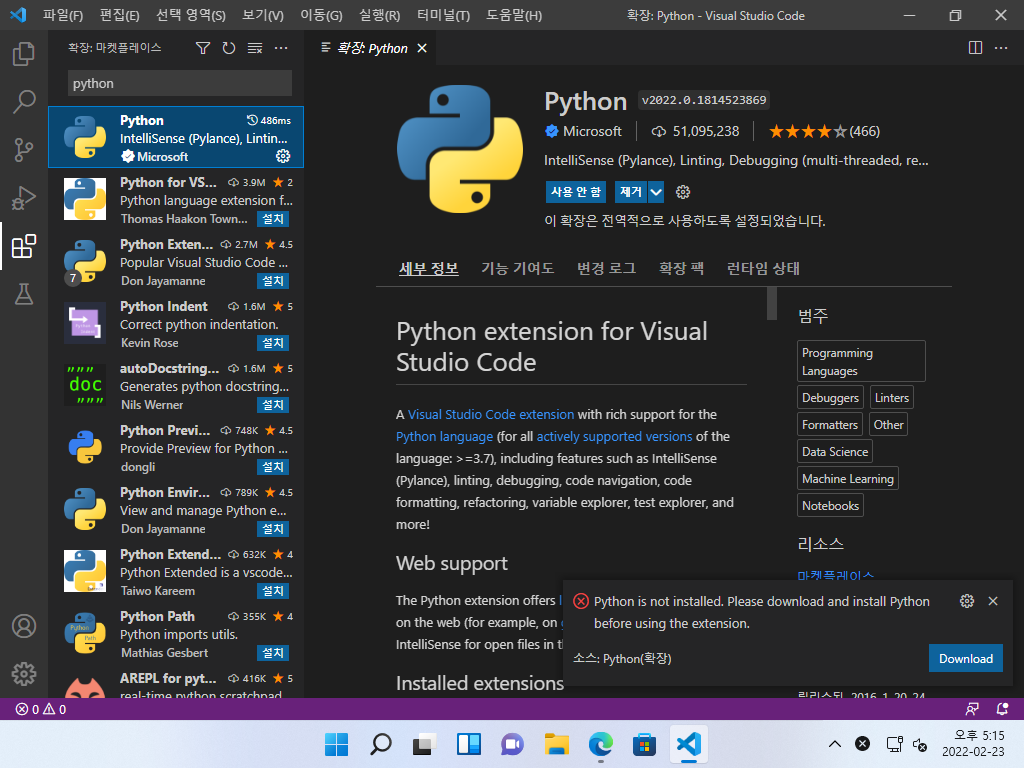 파일(F) 편집(E) 선택 영역(S) 보기(V) 이동(G) 실행(R) 터미널(T) 도움말(H) 확장: Python - Visual Studio Code
확장: 마켓플레이스
확장: Python
python
Python 486ms
IntelliSense (Pylance), Lintin...
Microsoft
Python for VS... 3.9M 2
Python language extension f...
Thomas Haakon Town... 설치
Python Exten... 2.7M 4.5
Popular Visual Studio Code ...
7
Don Jayamanne 설치
Python Indent 1.6M 5
Correct python indentation.
Kevin Rose 설치
autoDocstring... 1.6M 5
Generates python docstring...
"""
doc
"""
Nils Werner 설치
Python Previ... 748K 4.5
Provide Preview for Python ...
dongli 설치
Python Envir... 789K 4.5
View and manage Python e...
Don Jayamanne 설치
Python Extend... 632K 4
Python Extended is a vscode...
Taiwo Kareem 설치
Python Path 355K 4
Python imports utils.
Python
Path
Mathias Gesbert 설치
AREPL for pyt... 416K 5
real-time python scratchpad
Python v2022.0.1814523869
Microsoft 51,095,238 (466)
IntelliSense (Pylance), Linting, Debugging (multi-threaded, re...
사용 안 함 제거
이 확장은 전역적으로 사용하도록 설정되었습니다.
세부 정보 기능 기여도 변경 로그 확장 팩 런타임 상태
Python extension for Visual
Studio Code
A Visual Studio Code extension with rich support for the
Python language (for all actively supported versions of the
language: >=3.7), including features such as IntelliSense
(Pylance), linting, debugging, code navigation, code
formatting, refactoring, variable explorer, test explorer, and
more!
Web support
The Python extension offers
on the web (for example, on
IntelliSense for open files in
Installed extensions
범주
Programming
Languages
Debuggers Linters
Formatters Other
Data Science
Machine Learning
Notebooks
리소스
마켓플레이스
Python is not installed. Please download and install Python
before using the extension.
소스: Python(확장) Download
릴리스된 2016. 1. 20. 24.
0 0
오후 5:15
2022-02-23